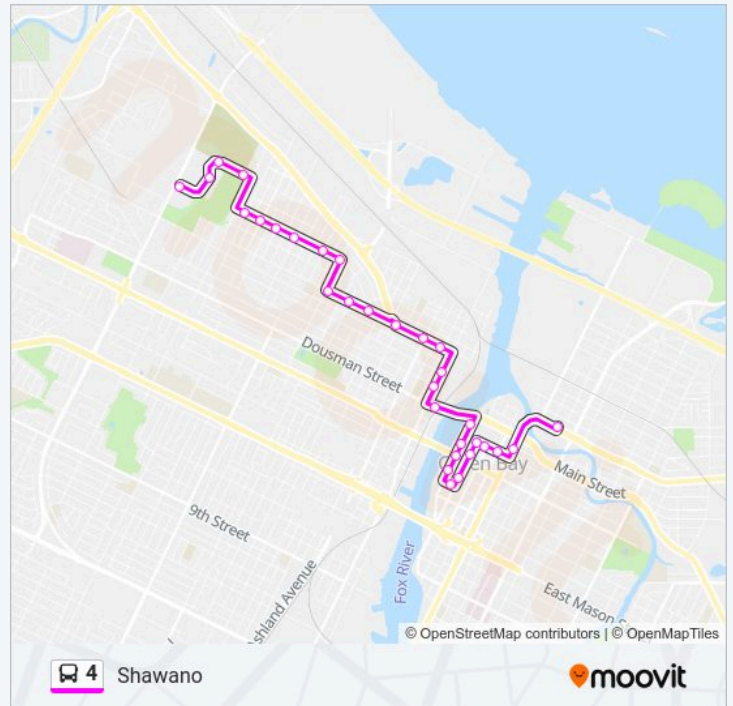 Dousman Street
Green Bay
Main Street
9th Street
Fox River
Ashland Avenue
East Mason S
© OpenStreetMap contributors | © OpenMapTiles
4 Shawano
moovit